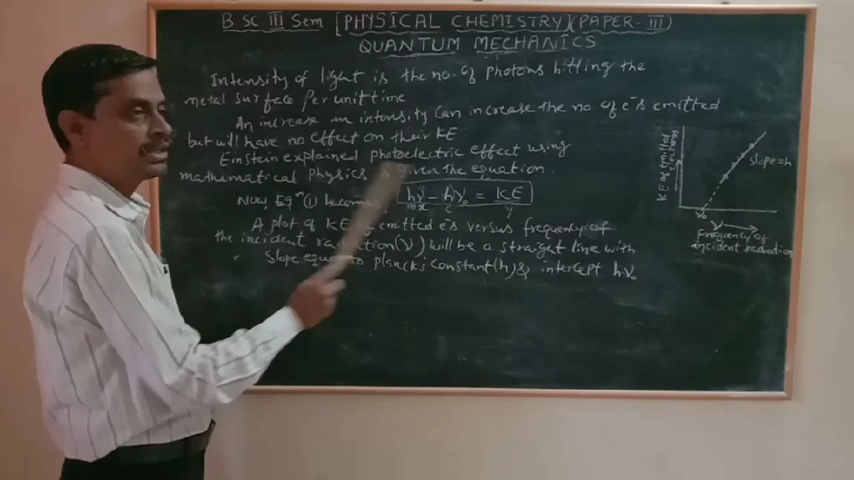 B SC III Sem [PHYSICAL CHEMISTRY](PAPER-III)
QUANTUM MECHANICS
Intensity of light is the no. of Photons hitting the
metal surface per unit time
An increase in intensity can increase the no of e⁻s emitted
but will have no effect on their KE
Einstein explained photoelectric effect using
mathematical physics & given the equation.
Now Eqⁿ ① becomes hν - hν₀ = KE
mx c y
A plot of KE emitted e⁻s versus frequency of
the incident radiation(ν) will be a straight line with
Slope equal to planck's Constant(h) & intercept hν₀
KE of emitted
slope=h
ν₀
ν
Frequency of
incident radiation